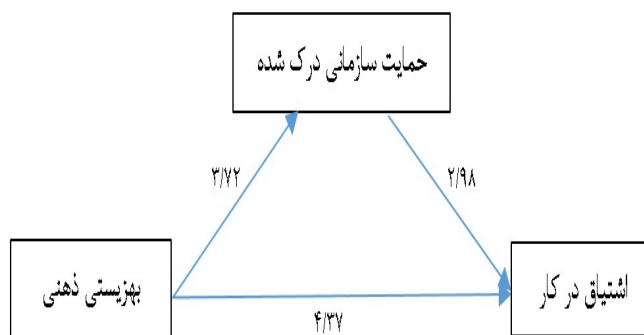 حمایت سازمانی درک شده
۳/۷۲
۲/۹۸
بهزیستی ذهنی
اشتیاق در کار
۴/۳۷